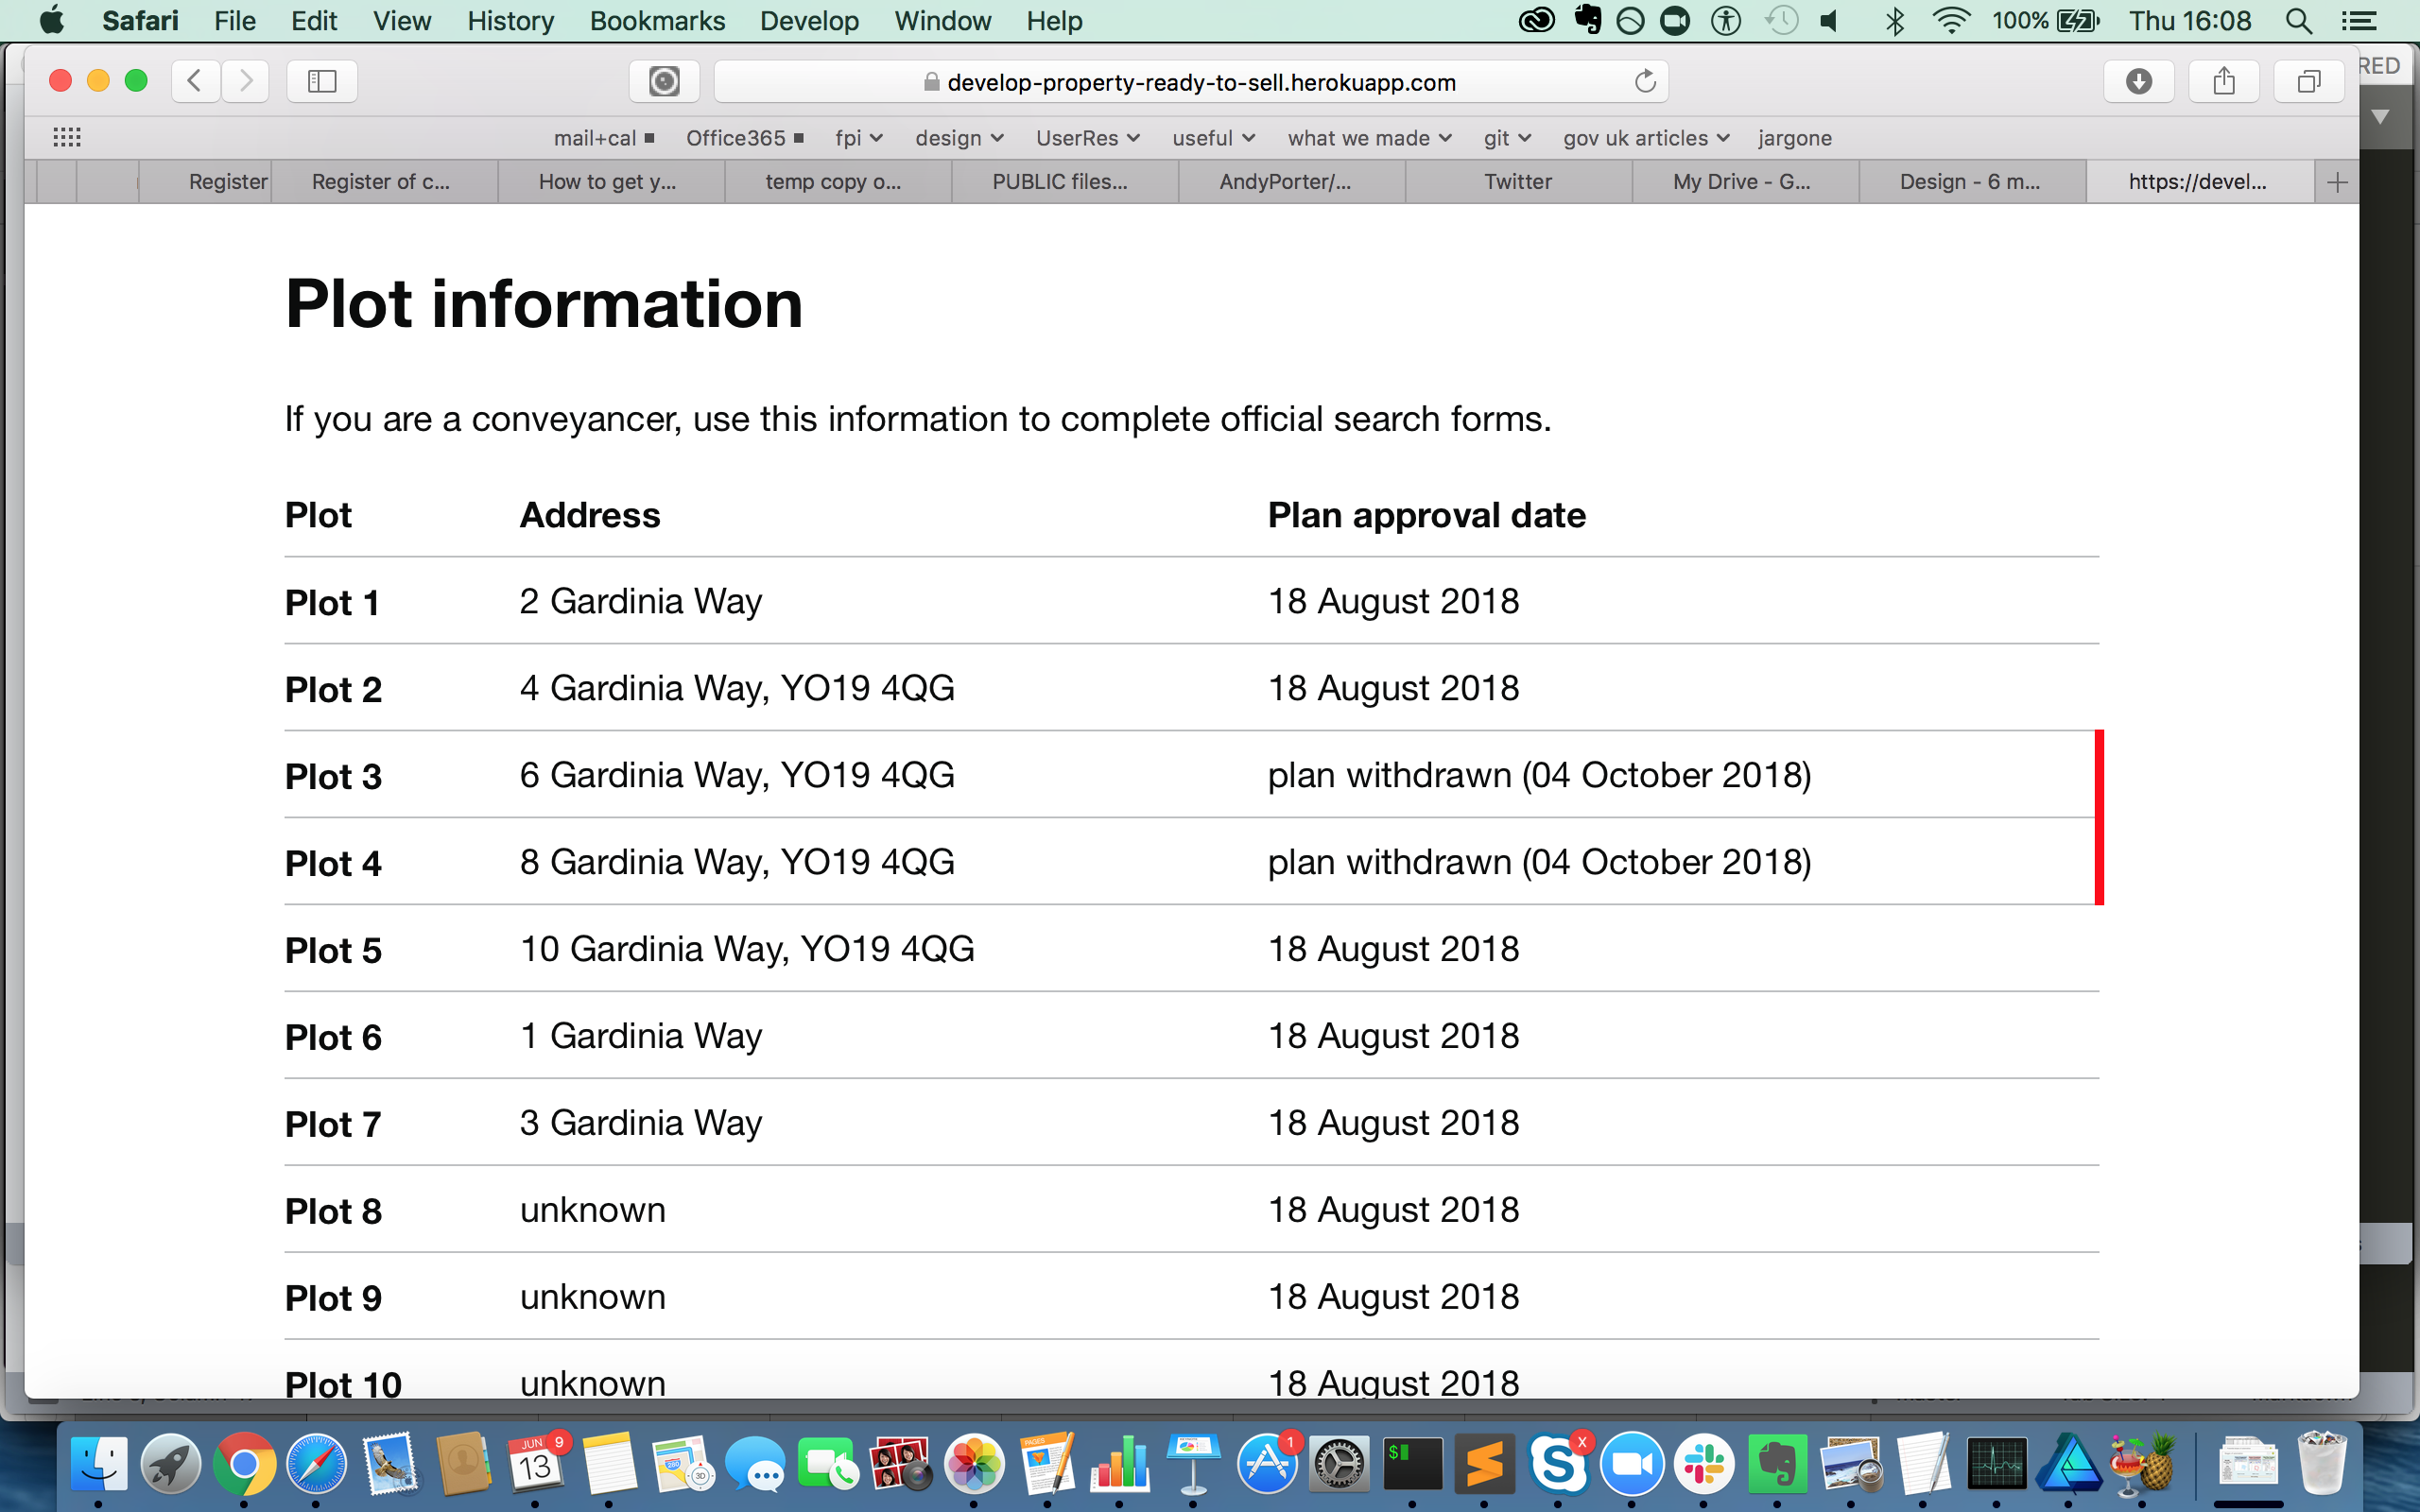 Safari File Edit View History Bookmarks Develop Window Help 100% Thu 16:08
develop-property-ready-to-sell.herokuapp.com RED
mail+cal Office365 fpi design UserRes useful what we made git gov uk articles jargone
Register Register of c... How to get y... temp copy o... PUBLIC files... AndyPorter/... Twitter My Drive - G... Design - 6 m... https://devel...
Plot information
If you are a conveyancer, use this information to complete official search forms.
Plot Address Plan approval date
Plot 1 2 Gardinia Way 18 August 2018
Plot 2 4 Gardinia Way, YO19 4QG 18 August 2018
Plot 3 6 Gardinia Way, YO19 4QG plan withdrawn (04 October 2018)
Plot 4 8 Gardinia Way, YO19 4QG plan withdrawn (04 October 2018)
Plot 5 10 Gardinia Way, YO19 4QG 18 August 2018
Plot 6 1 Gardinia Way 18 August 2018
Plot 7 3 Gardinia Way 18 August 2018
Plot 8 unknown 18 August 2018
Plot 9 unknown 18 August 2018
Plot 10 unknown 18 August 2018
JUN 9
13
PAGES
280
3D
1
$
S
X